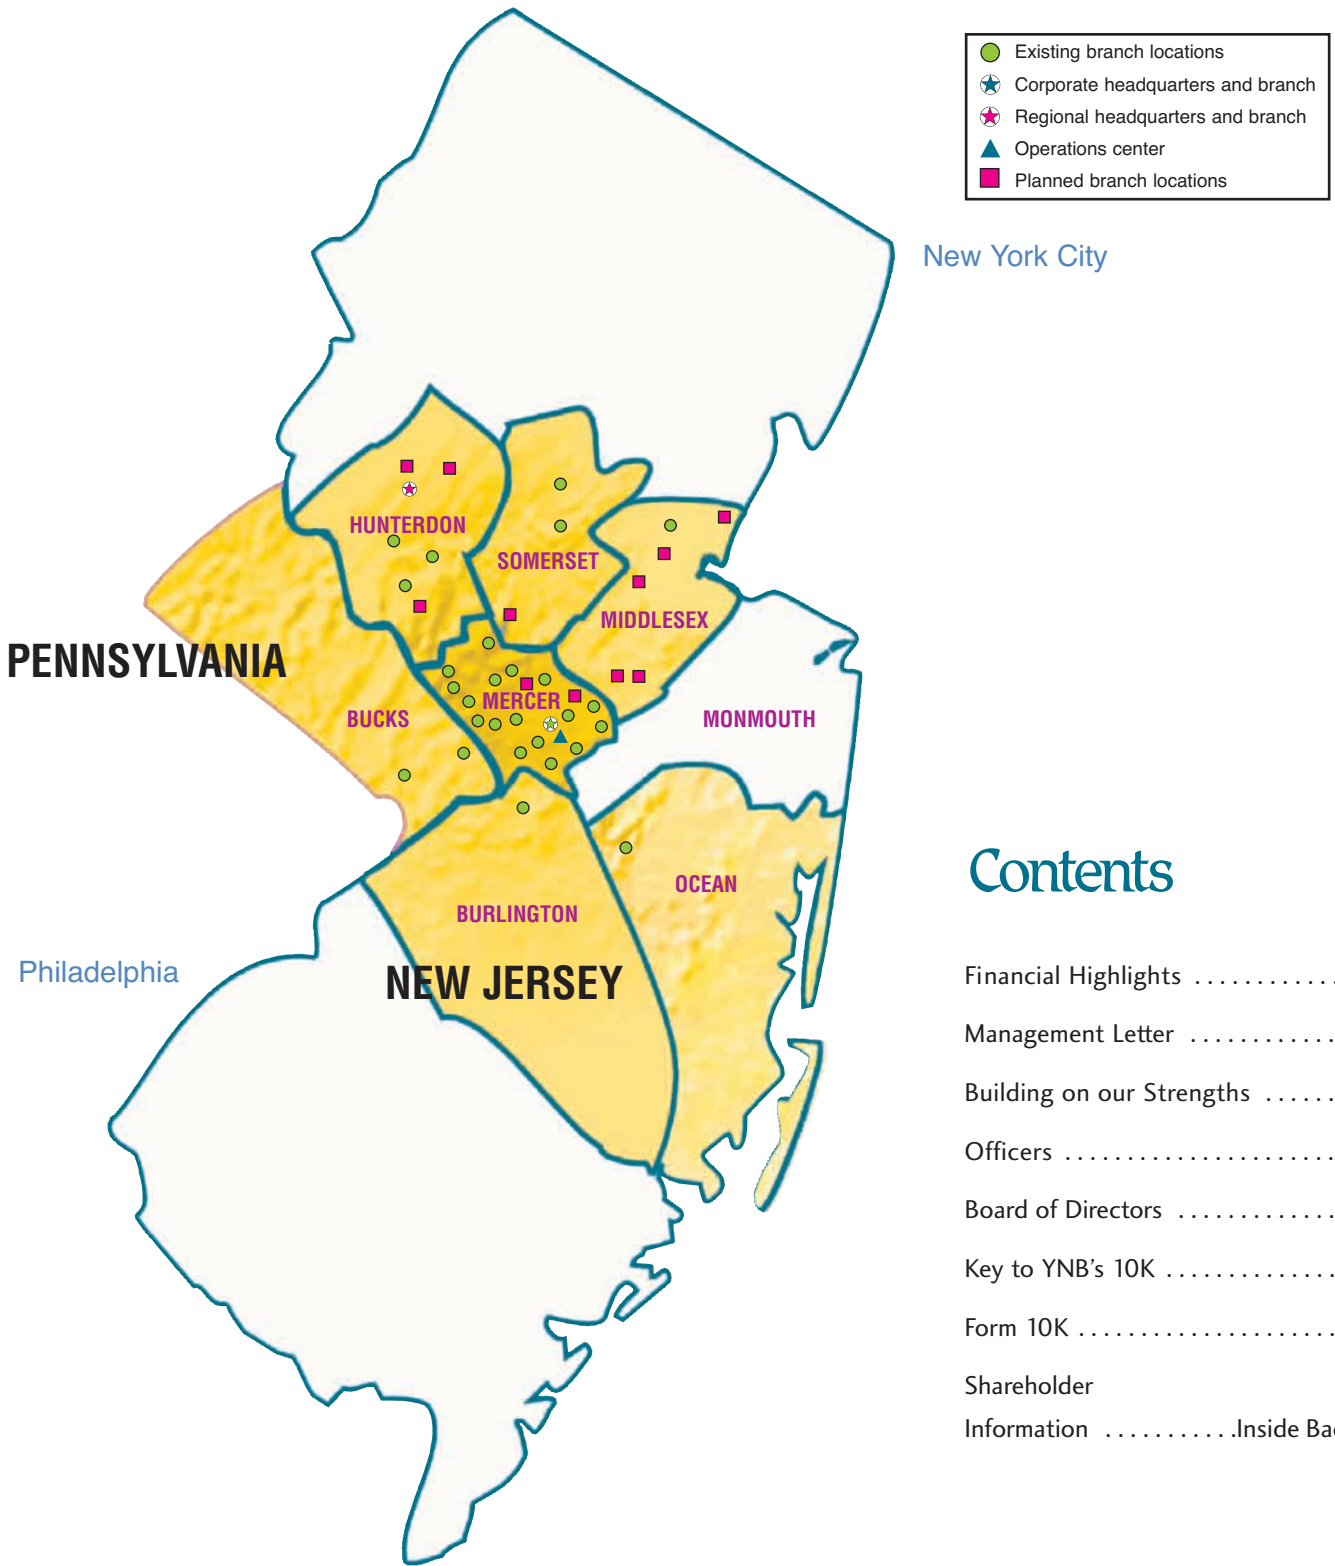 Existing branch locations
Corporate headquarters and branch
Regional headquarters and branch
Operations center
Planned branch locations
New York City
HUNTERDON
SOMERSET
MIDDLESEX
PENNSYLVANIA
MERCER
BUCKS
MONMOUTH
OCEAN
BURLINGTON
Philadelphia
NEW JERSEY
Contents
Financial Highlights ............
Management Letter ............
Building on our Strengths ......
Officers ......................
Board of Directors .............
Key to YNB’s 10K ..............
Form 10K .....................
Shareholder
Information ...........Inside